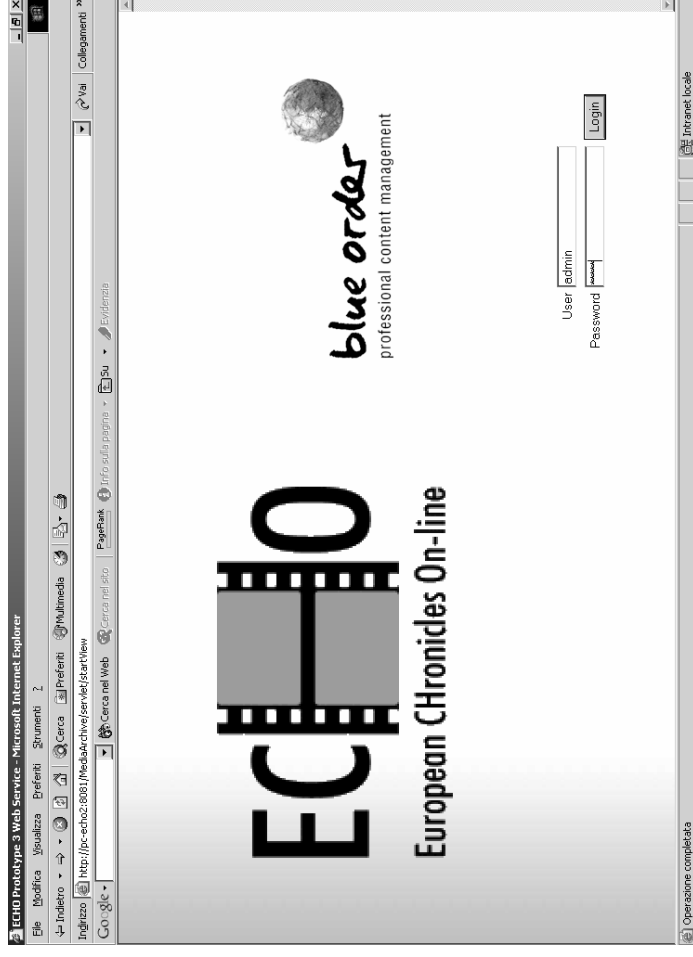 ECHO Prototype 3 Web Service - Microsoft Internet Explorer
File Modifica Visualizza Preferiti Strumenti ?
Indietro Cerca Preferiti Multimedia
Indirizzo http://pc-echo2:8081/MediaArchive/servlet/startView Vai Collegamenti »
Google Cerca nel Web Cerca nel sito PageRank Info sulla pagina Su Evidenzia
ECHO
European CHronicles On-line
blue order
professional content management
User admin
Password ******
Login
Operazione completata Intranet locale